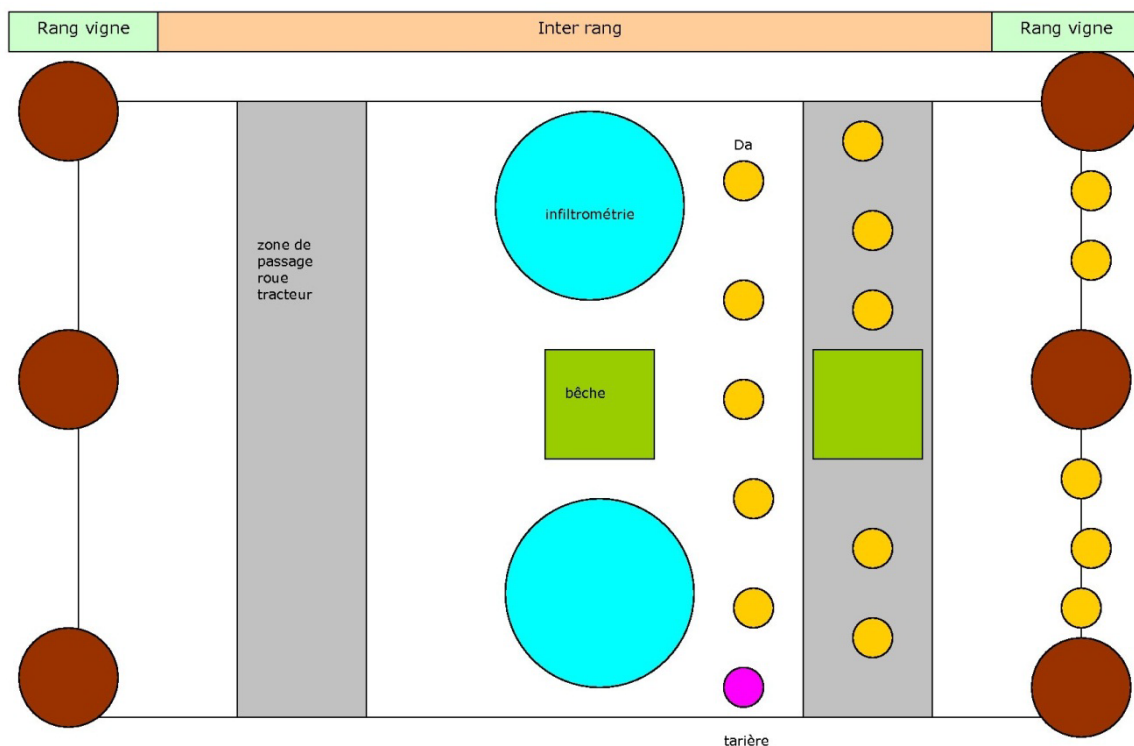 Rang vigne
Inter rang
Rang vigne
Da
infiltrométrie
zone de
passage
roue
tracteur
bêche
tarière